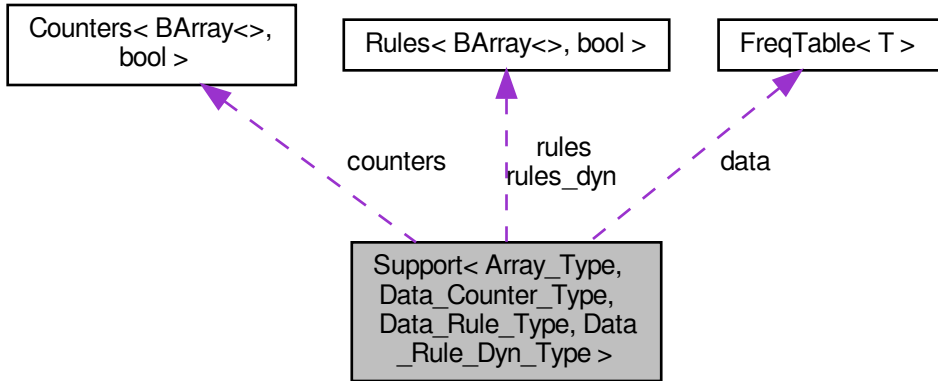 Counters< BArray<>,
bool >
Rules< BArray<>, bool >
FreqTable< T >
counters
rules
rules_dyn
data
Support< Array_Type,
Data_Counter_Type,
Data_Rule_Type, Data
_Rule_Dyn_Type >